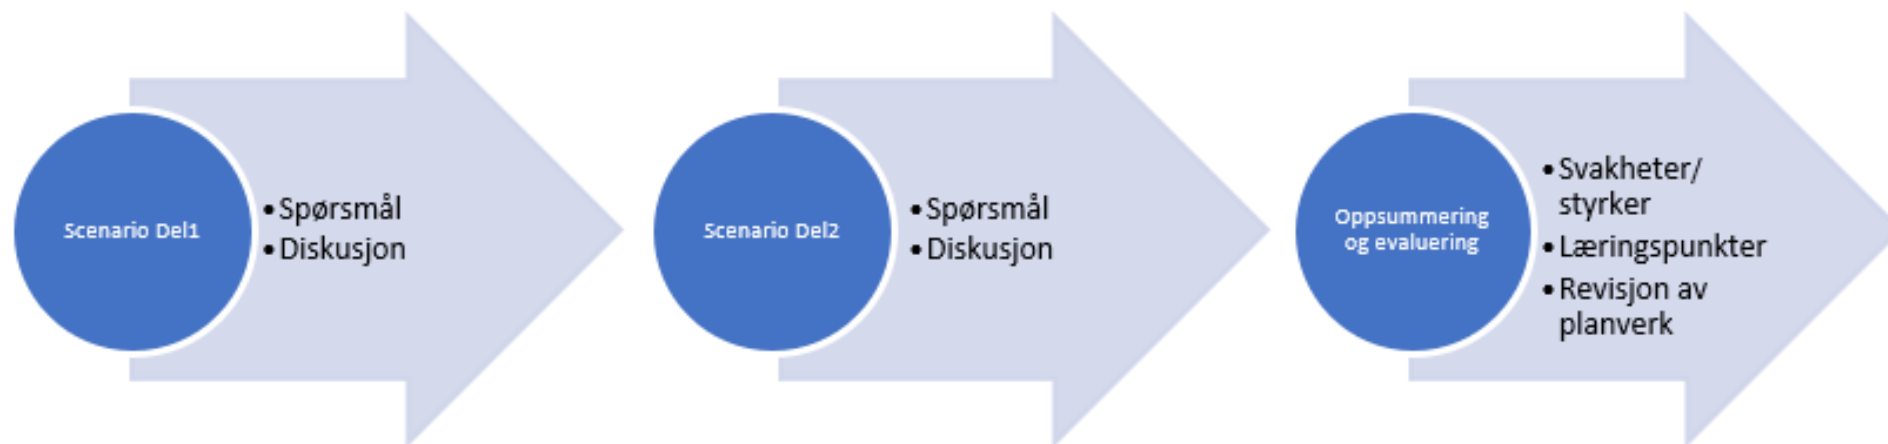 Scenario Del1
• Spørsmål
• Diskusjon
Scenario Del2
• Spørsmål
• Diskusjon
Oppsummering
og evaluering
• Svakheter/
styrker
• Læringspunkter
• Revisjon av
planverk